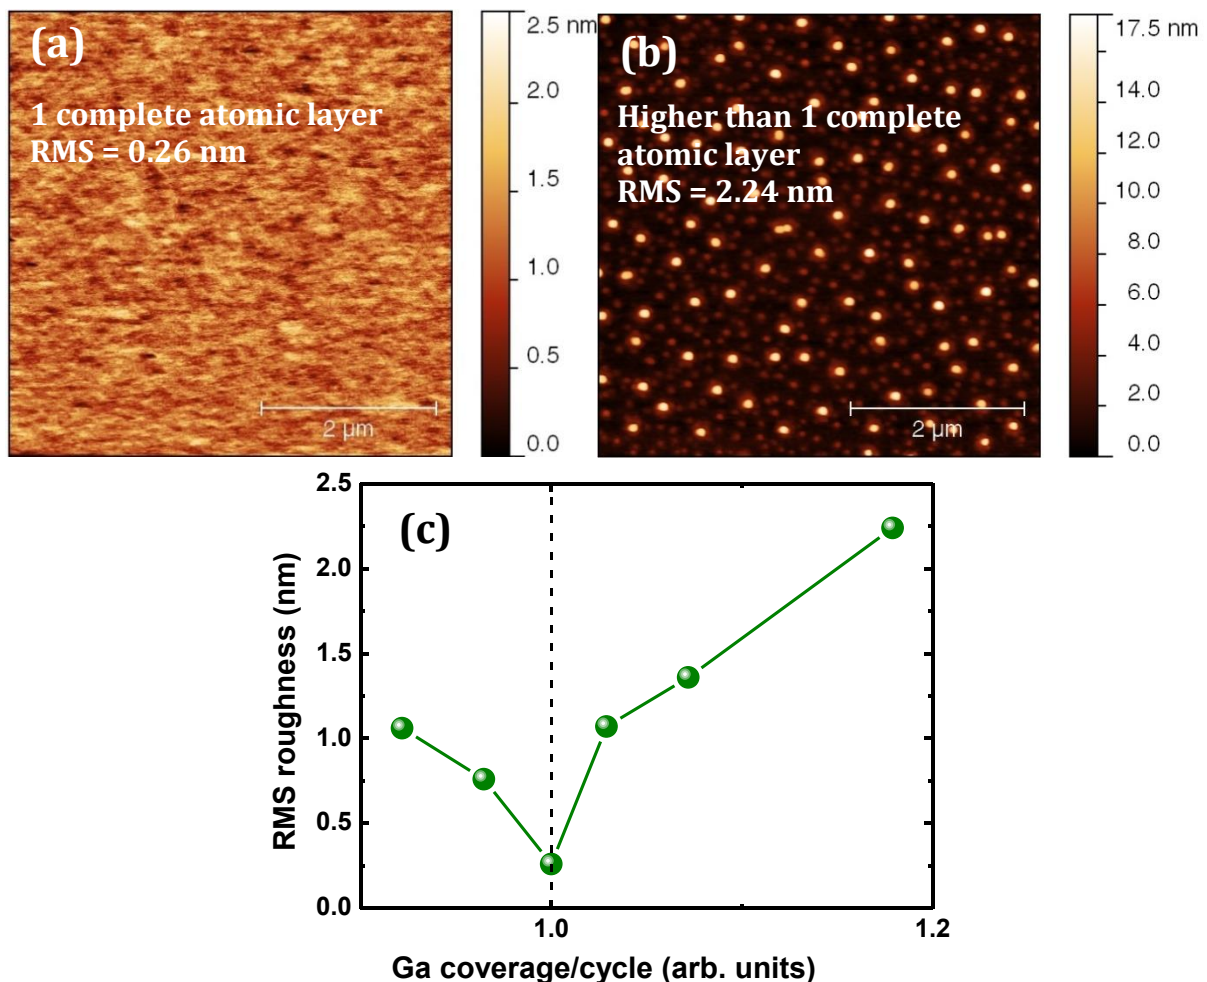 (a)
1 complete atomic layer
RMS = 0.26 nm
2 µm
2.5 nm
2.0
1.5
1.0
0.5
0.0
(b)
Higher than 1 complete
atomic layer
RMS = 2.24 nm
2 µm
17.5 nm
14.0
12.0
10.0
8.0
6.0
4.0
2.0
0.0
(c)
RMS roughness (nm)
2.5
2.0
1.5
1.0
0.5
0.0
1.0
1.2
Ga coverage/cycle (arb. units)